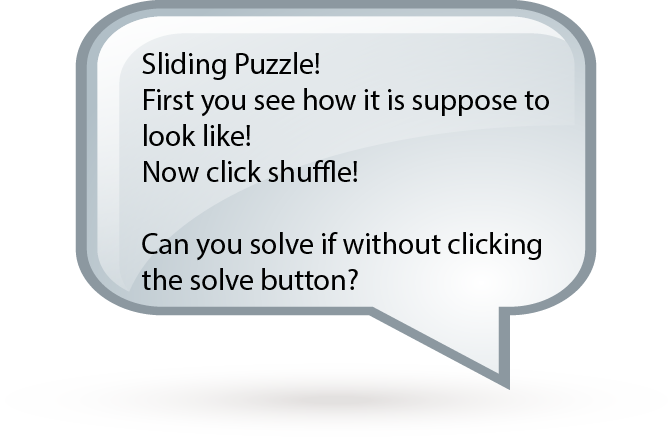 Sliding Puzzle!
First you see how it is suppose to
look like!
Now click shuffle!
Can you solve if without clicking
the solve button?